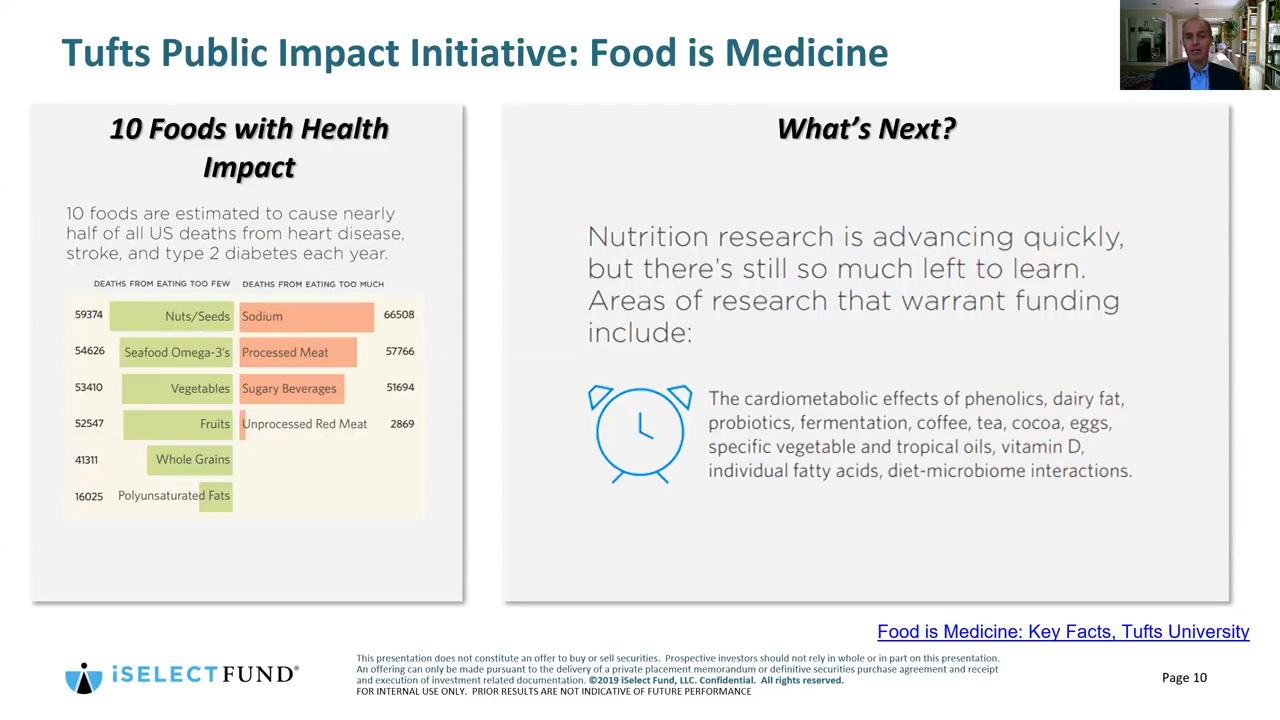 Tufts Public Impact Initiative: Food is Medicine
10 Foods with Health
Impact
10 foods are estimated to cause nearly
half of all US deaths from heart disease,
stroke, and type 2 diabetes each year.
DEATHS FROM EATING TOO FEW DEATHS FROM EATING TOO MUCH
59374 Nuts/Seeds Sodium 66508
54626 Seafood Omega-3's Processed Meat 57766
53410 Vegetables Sugary Beverages 51694
52547 Fruits Unprocessed Red Meat 2869
41311 Whole Grains
16025 Polyunsaturated Fats
What's Next?
Nutrition research is advancing quickly,
but there's still so much left to learn.
Areas of research that warrant funding
include:
The cardiometabolic effects of phenolics, dairy fat,
probiotics, fermentation, coffee, tea, cocoa, eggs,
specific vegetable and tropical oils, vitamin D,
individual fatty acids, diet-microbiome interactions.
Food is Medicine: Key Facts, Tufts University
iSELECTFUND®
This presentation does not constitute an offer to buy or sell securities. Prospective investors should not rely in whole or in part on this presentation.
An offering can only be made pursuant to the delivery of a private placement memorandum or definitive securities purchase agreement and receipt
and execution of investment related documentation. ©2019 iSelect Fund, LLC. Confidential. All rights reserved.
FOR INTERNAL USE ONLY. PRIOR RESULTS ARE NOT INDICATIVE OF FUTURE PERFORMANCE
Page 10